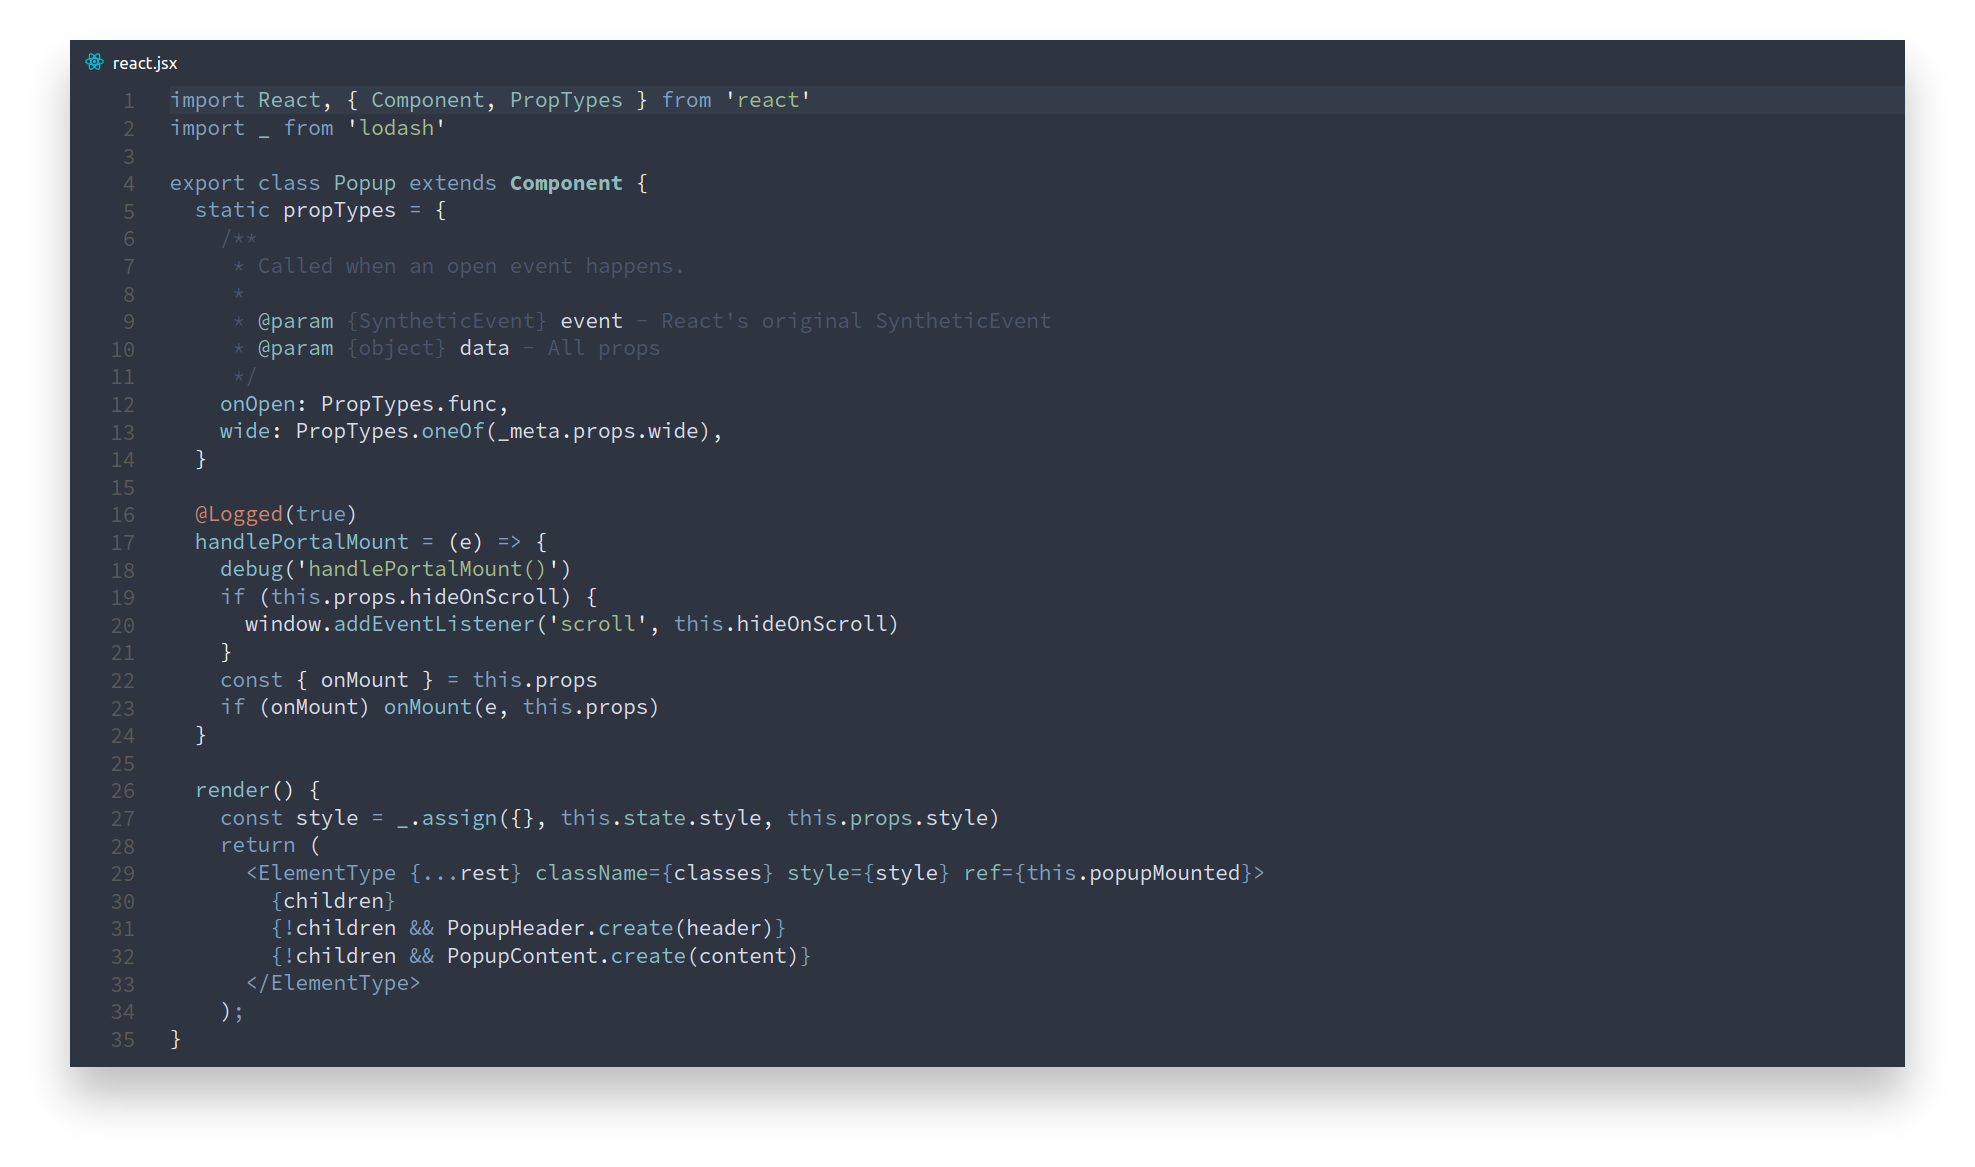 react.jsx
1 import React, { Component, PropTypes } from 'react'
2 import _ from 'lodash'
3
4 export class Popup extends Component {
5   static propTypes = {
6     /**
7      * Called when an open event happens.
8      *
9      * @param {SyntheticEvent} event - React's original SyntheticEvent
10      * @param {object} data - All props
11      */
12     onOpen: PropTypes.func,
13     wide: PropTypes.oneOf(_meta.props.wide),
14   }
15
16   @Logged(true)
17   handlePortalMount = (e) => {
18     debug('handlePortalMount()')
19     if (this.props.hideOnScroll) {
20       window.addEventListener('scroll', this.hideOnScroll)
21     }
22     const { onMount } = this.props
23     if (onMount) onMount(e, this.props)
24   }
25
26   render() {
27     const style = _.assign({}, this.state.style, this.props.style)
28     return (
29       <ElementType {...rest} className={classes} style={style} ref={this.popupMounted}>
30         {children}
31         {!children && PopupHeader.create(header)}
32         {!children && PopupContent.create(content)}
33       </ElementType>
34     );
35 }